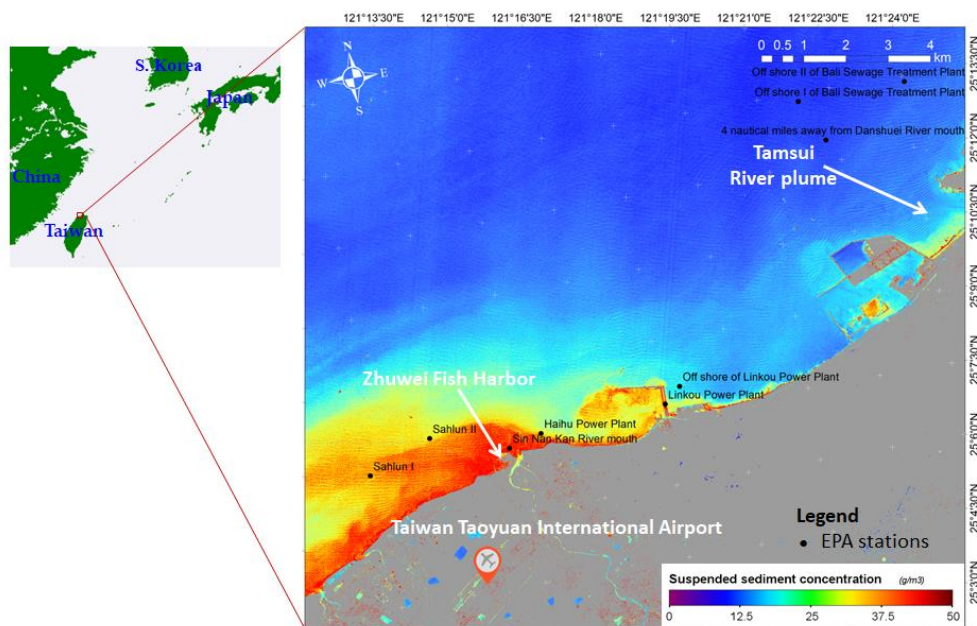 121°13'30"E 121°15'0"E 121°16'30"E 121°18'0"E 121°19'30"E 121°21'0"E 121°22'30"E 121°24'0"E
S. Korea
Japan
China
Taiwan
N
W E
S
0 0.5 1 2 3 4
km
Off shore II of Bali Sewage Treatment Plant
Off shore I of Bali Sewage Treatment Plant
4 nautical miles away from Danshuei River mouth
Tamsui
River plume
Zhuwei Fish Harbor
Off shore of Linkou Power Plant
Linkou Power Plant
Haihu Power Plant
Sin Nan Kan River mouth
Sahlun II
Sahlun I
Taiwan Taoyuan International Airport
Legend
EPA stations
Suspended sediment concentration (g/m3)
0 12.5 25 37.5 50
25°13'30"N
25°12'0"N
25°10'30"N
25°9'0"N
25°7'30"N
25°6'0"N
25°4'30"N
25°3'0"N